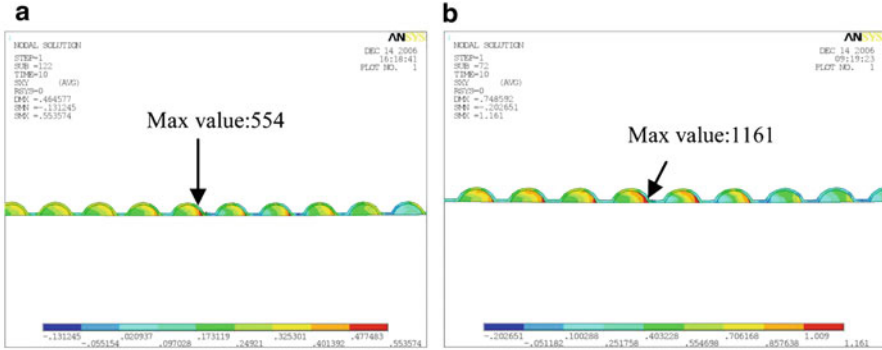 a
ANSYS
NODAL SOLUTION
DEC 14 2006
16:18:41
PLOT NO. 1
STEP=1
SUB =122
TIME=10
SXY (AVG)
RSYS=0
DMX =.464577
SMN =-.131245
SMX =.553574
Max value:554
-.131245
-.055154
.020937
.097028
.173119
.24921
.325301
.401392
.477483
.553574
b
ANSYS
NODAL SOLUTION
DEC 14 2006
09:19:23
PLOT NO. 1
STEP=1
SUB =72
TIME=10
SXY (AVG)
RSYS=0
DMX =.748592
SMN =-.202651
SMX =1.161
Max value:1161
-.202651
-.051182
.100288
.251758
.403228
.554698
.706168
.857638
1.009
1.161